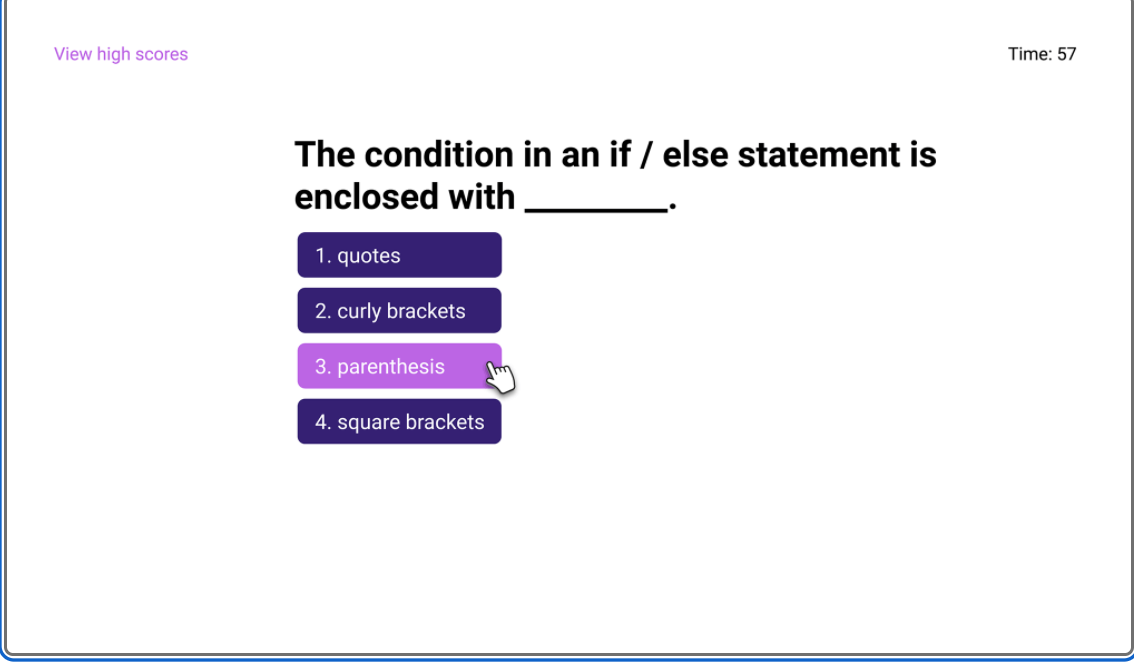 View high scores
Time: 57
The condition in an if / else statement is
enclosed with ________.
1. quotes
2. curly brackets
3. parenthesis
4. square brackets